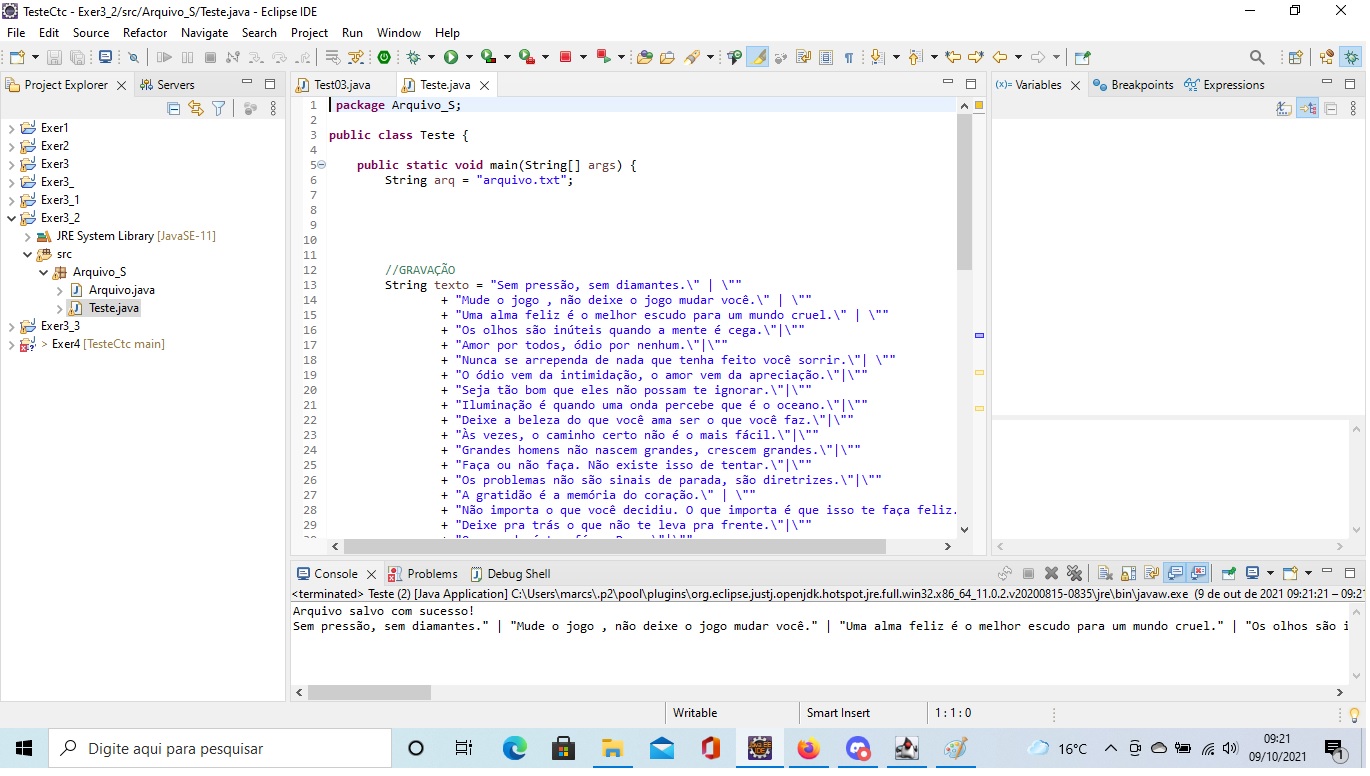 TesteCtc - Exer3_2/src/Arquivo_S/Teste.java - Eclipse IDE
File Edit Source Refactor Navigate Search Project Run Window Help
Project Explorer
Servers
Exer1
Exer2
Exer3
Exer3_
Exer3_1
Exer3_2
JRE System Library [JavaSE-11]
src
Arquivo_S
Arquivo.java
Teste.java
Exer3_3
> Exer4 [TesteCtc main]
Test03.java
Teste.java
1 package Arquivo_S;
2
3 public class Teste {
4
5 public static void main(String[] args) {
6 String arq = "arquivo.txt";
7
8
9
10
11
12 //GRAVAÇÃO
13 String texto = "Sem pressão, sem diamantes.\" | \""
14 + "Mude o jogo , não deixe o jogo mudar você.\" | \""
15 + "Uma alma feliz é o melhor escudo para um mundo cruel.\" | \""
16 + "Os olhos são inúteis quando a mente é cega.\"|\""
17 + "Amor por todos, ódio por nenhum.\"|\""
18 + "Nunca se arrependa de nada que tenha feito você sorrir.\"| \""
19 + "O ódio vem da intimidação, o amor vem da apreciação.\"|\""
20 + "Seja tão bom que eles não possam te ignorar.\"|\""
21 + "Iluminação é quando uma onda percebe que é o oceano.\"|\""
22 + "Deixe a beleza do que você ama ser o que você faz.\"|\""
23 + "Às vezes, o caminho certo não é o mais fácil.\"|\""
24 + "Grandes homens não nascem grandes, crescem grandes.\"|\""
25 + "Faça ou não faça. Não existe isso de tentar.\"|\""
26 + "Os problemas não são sinais de parada, são diretrizes.\"|\""
27 + "A gratidão é a memória do coração.\" | \""
28 + "Não importa o que você decidiu. O que importa é que isso te faça feliz.
29 + "Deixe pra trás o que não te leva pra frente.\"|\""
(x)= Variables
Breakpoints
Expressions
Console
Problems
Debug Shell
<terminated> Teste (2) [Java Application] C:\Users\marcs\.p2\pool\plugins\org.eclipse.justj.openjdk.hotspot.jre.full.win32.x86_64_11.0.2.v20200815-0835\jre\bin\javaw.exe (9 de out de 2021 09:21:21 – 09:21
Arquivo salvo com sucesso!
Sem pressão, sem diamantes." | "Mude o jogo , não deixe o jogo mudar você." | "Uma alma feliz é o melhor escudo para um mundo cruel." | "Os olhos são i
Writable
Smart Insert
1 : 1 : 0
Digite aqui para pesquisar
16°C
09:21
09/10/2021
1